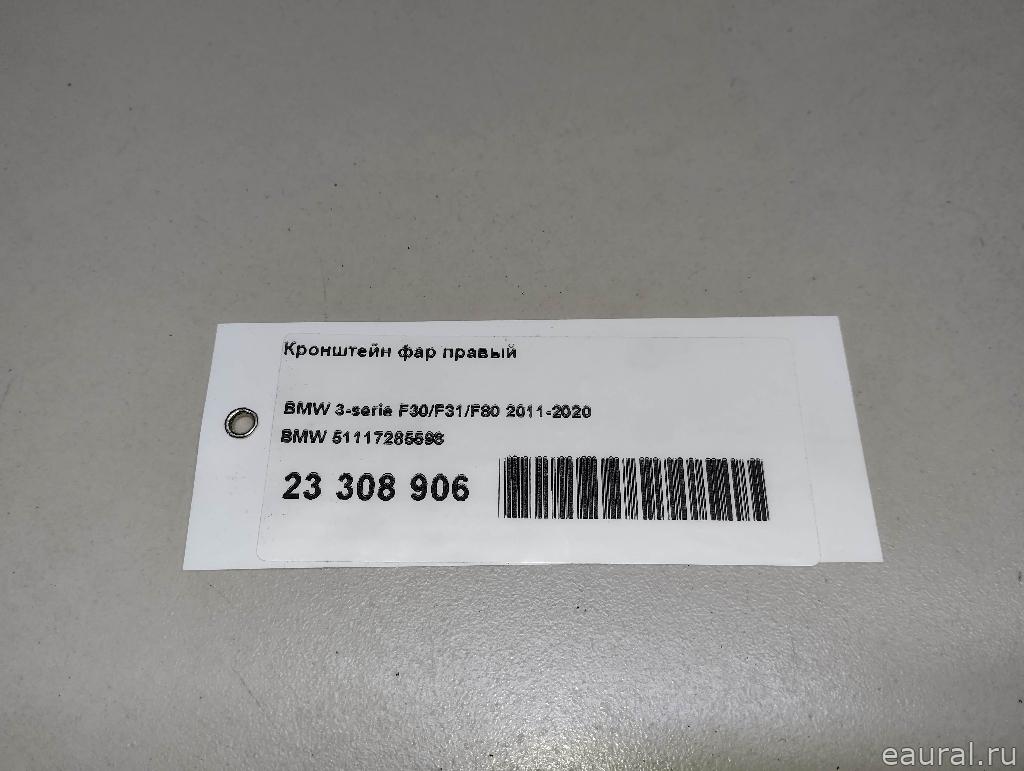 Кронштейн фар правый
BMW 3-serie F30/F31/F80 2011-2020
BMW 51117285598
23 308 906
eaural.ru